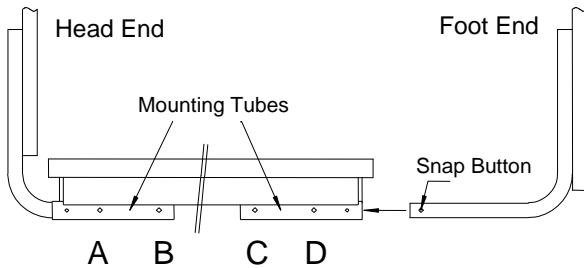 Head End
Foot End
Mounting Tubes
Snap Button
A B C D